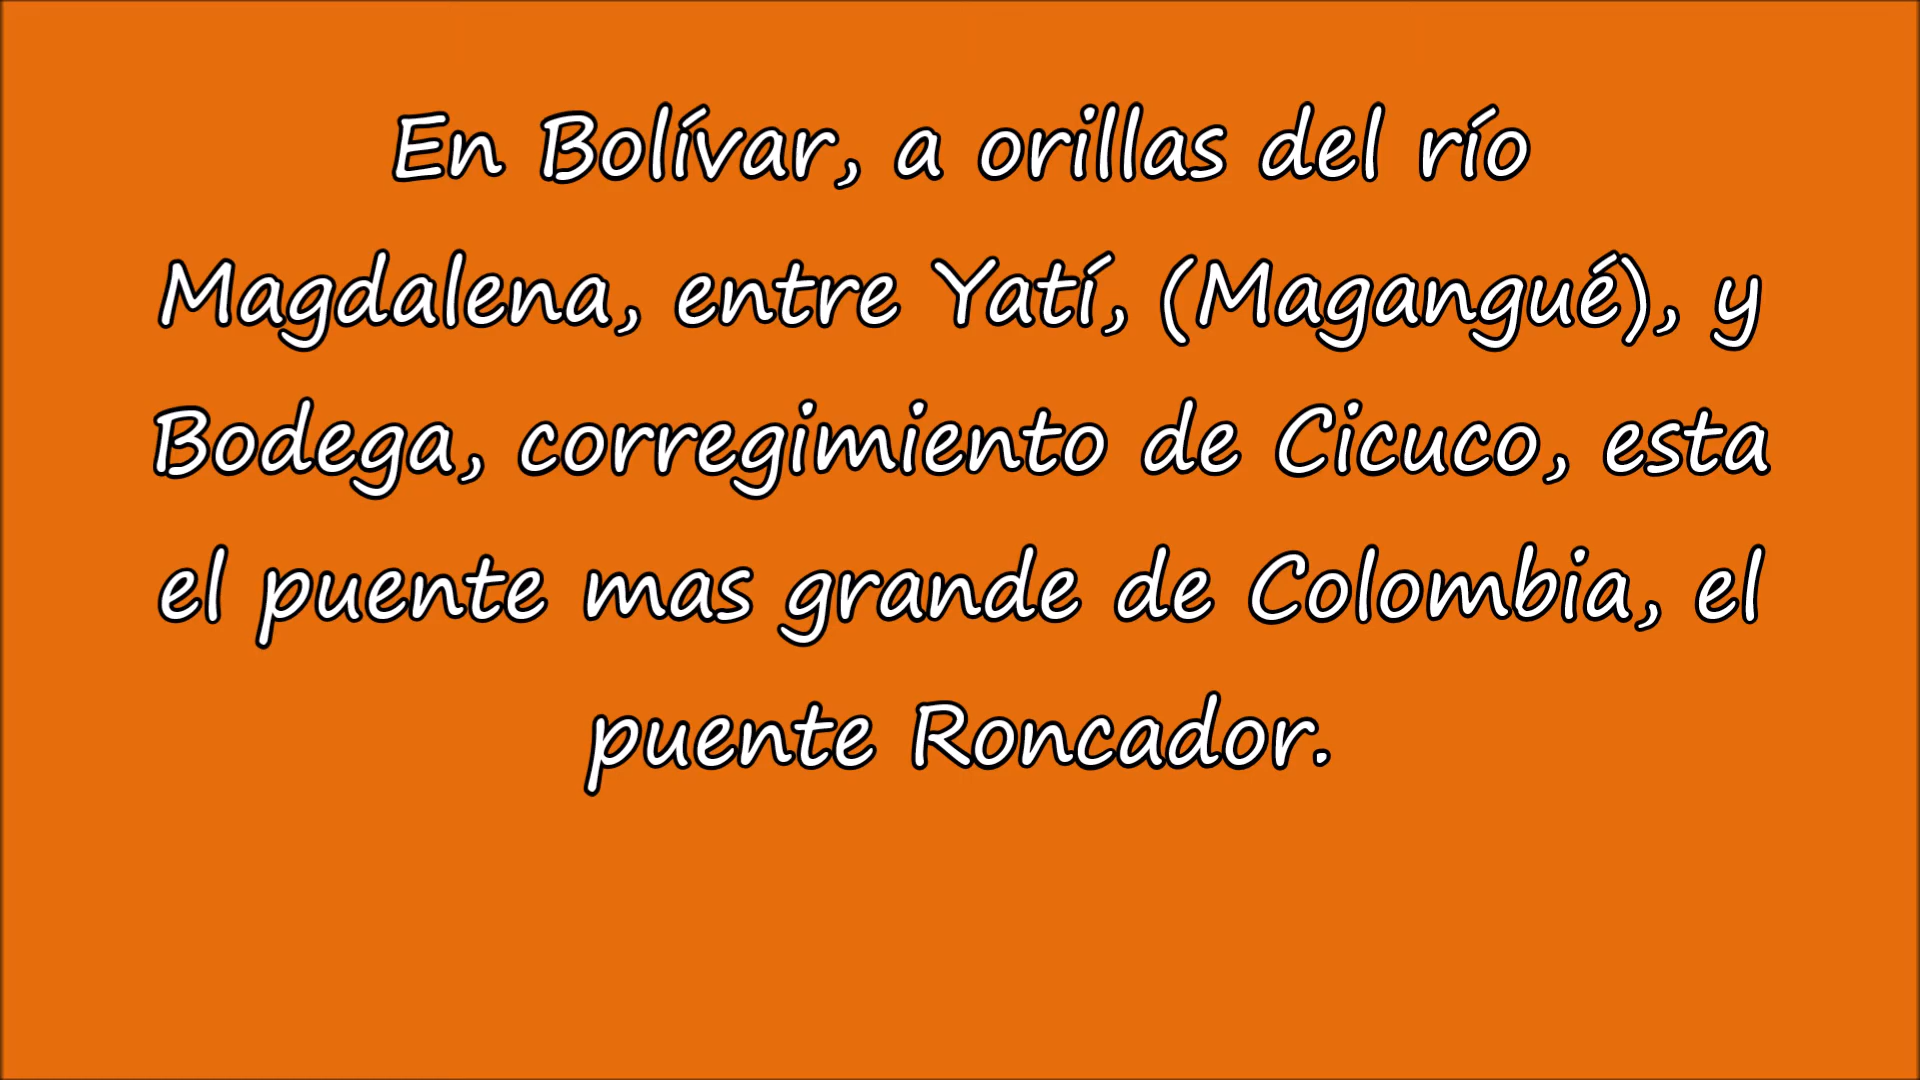 En Bolívar, a orillas del río
Magdalena, entre Yatí, (Magangué), y
Bodega, corregimiento de Cicuco, esta
el puente mas grande de Colombia, el
puente Roncador.